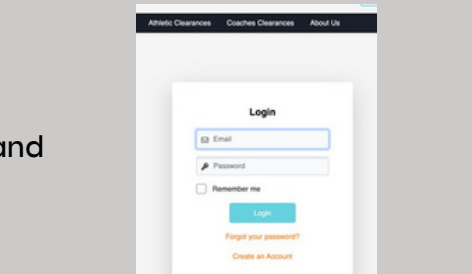 Athletic Clearances Coaches Clearances About Us
Login
and
Email
Password
Remember me
Login
Forgot your password?
Create an Account